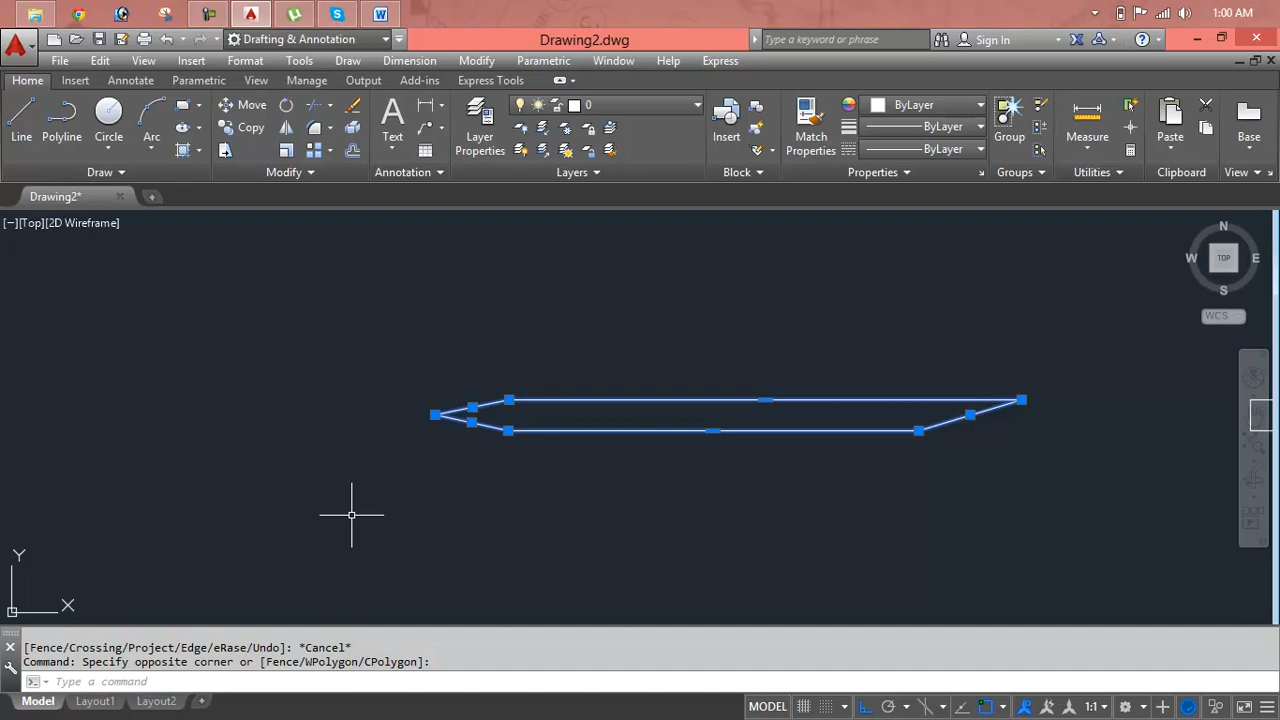 1:00 AM
Drafting & Annotation
Drawing2.dwg
Type a keyword or phrase
Sign In
File Edit View Insert Format Tools Draw Dimension Modify Parametric Window Help Express
Home Insert Annotation Parametric View Manage Output Add-ins Express Tools
Line Polyline Circle Arc
Move
Copy
Text
Layer Properties
0
Insert
Match Properties
ByLayer
ByLayer
ByLayer
Group
Measure
Paste
Base
Draw Modify Annotation Layers Block Properties Groups Utilities Clipboard View
Drawing2*
[−][Top][2D Wireframe]
N
W TOP E
S
WCS
Y
X
[Fence/Crossing/Project/Edge/eRase/Undo]: *Cancel*
Command: Specify opposite corner or [Fence/WPolygon/CPolygon]:
Type a command
Model Layout1 Layout2
MODEL
1:1